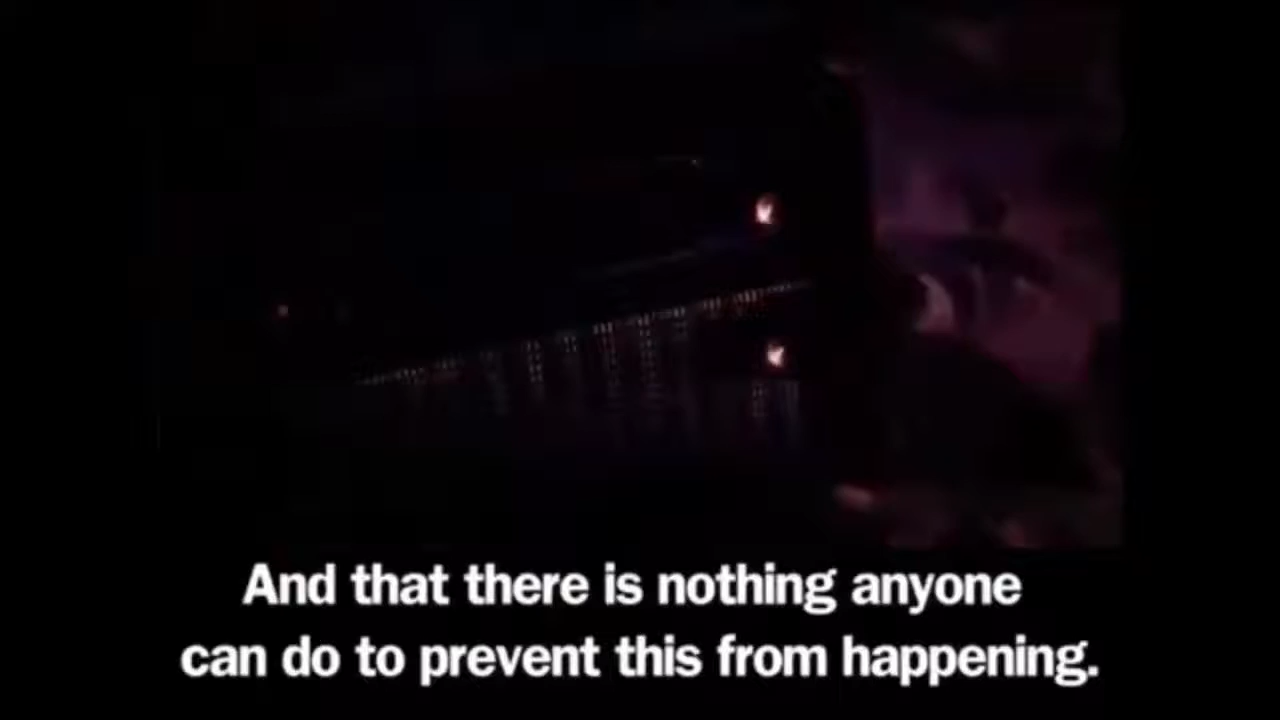 And that there is nothing anyone
can do to prevent this from happening.